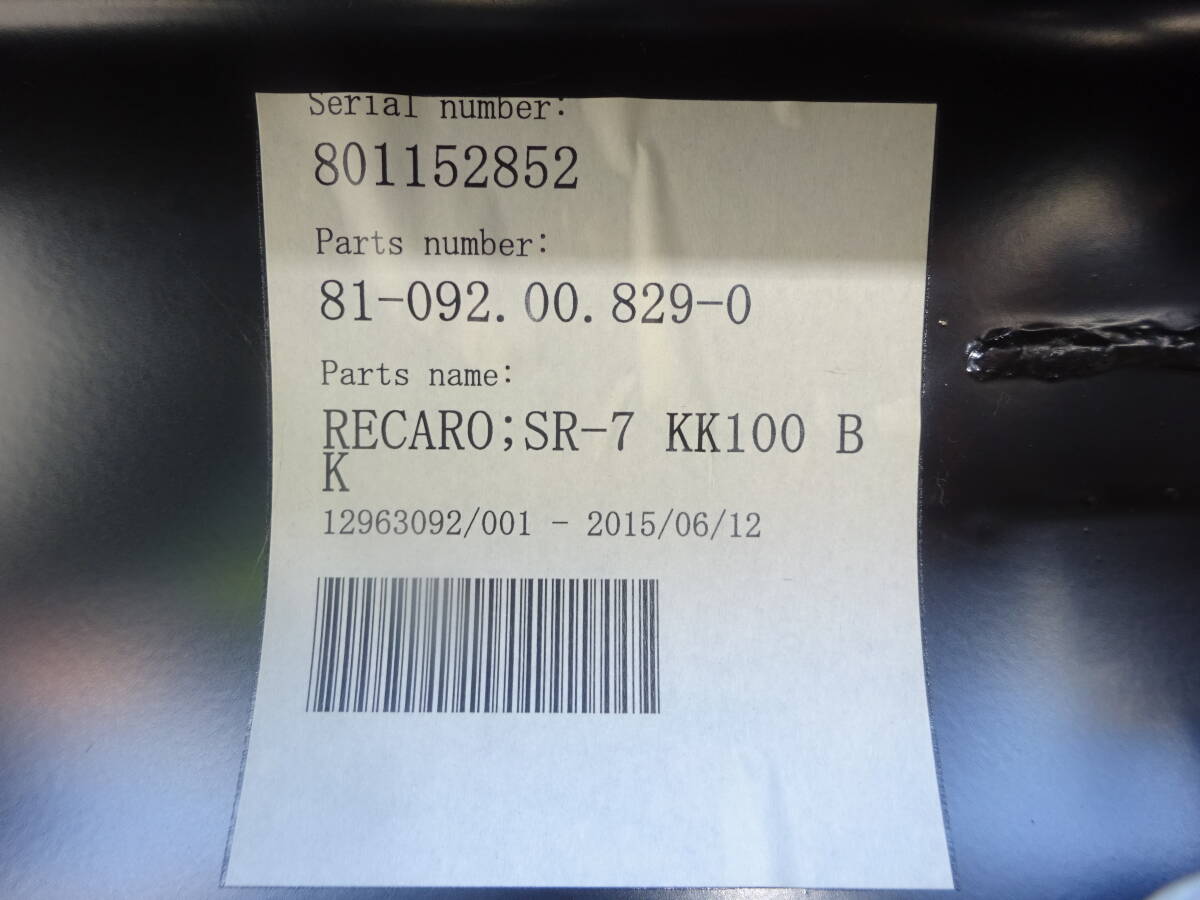 Serial number:
801152852
Parts number:
81-092.00.829-0
Parts name:
RECARO;SR-7 KK100 B
K
12963092/001 - 2015/06/12